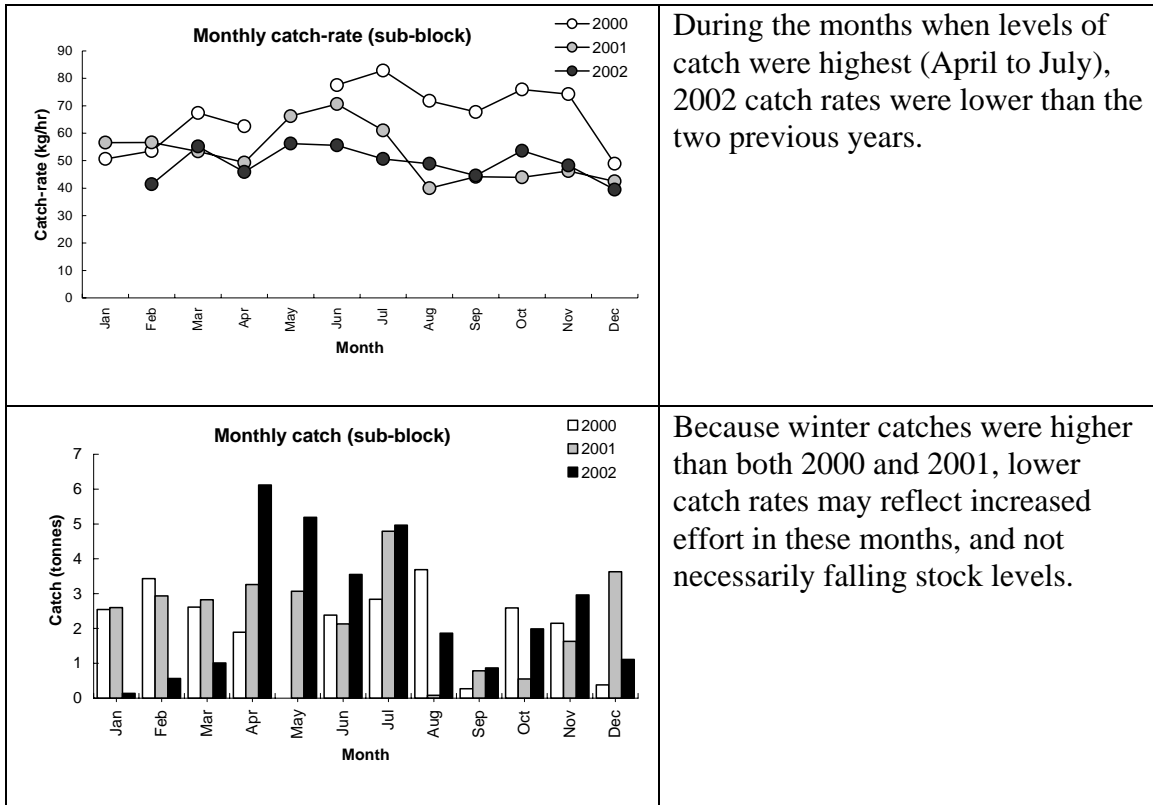 Monthly catch-rate (sub-block)
2000
2001
2002
90
80
70
60
50
40
30
20
10
0
Catch-rate (kg/hr)
Jan
Feb
Mar
Apr
May
Jun
Jul
Aug
Sep
Oct
Nov
Dec
Month
During the months when levels of
catch were highest (April to July),
2002 catch rates were lower than the
two previous years.
Monthly catch (sub-block)
2000
2001
2002
7
6
5
4
3
2
1
0
Catch (tonnes)
Jan
Feb
Mar
Apr
May
Jun
Jul
Aug
Sep
Oct
Nov
Dec
Month
Because winter catches were higher
than both 2000 and 2001, lower
catch rates may reflect increased
effort in these months, and not
necessarily falling stock levels.